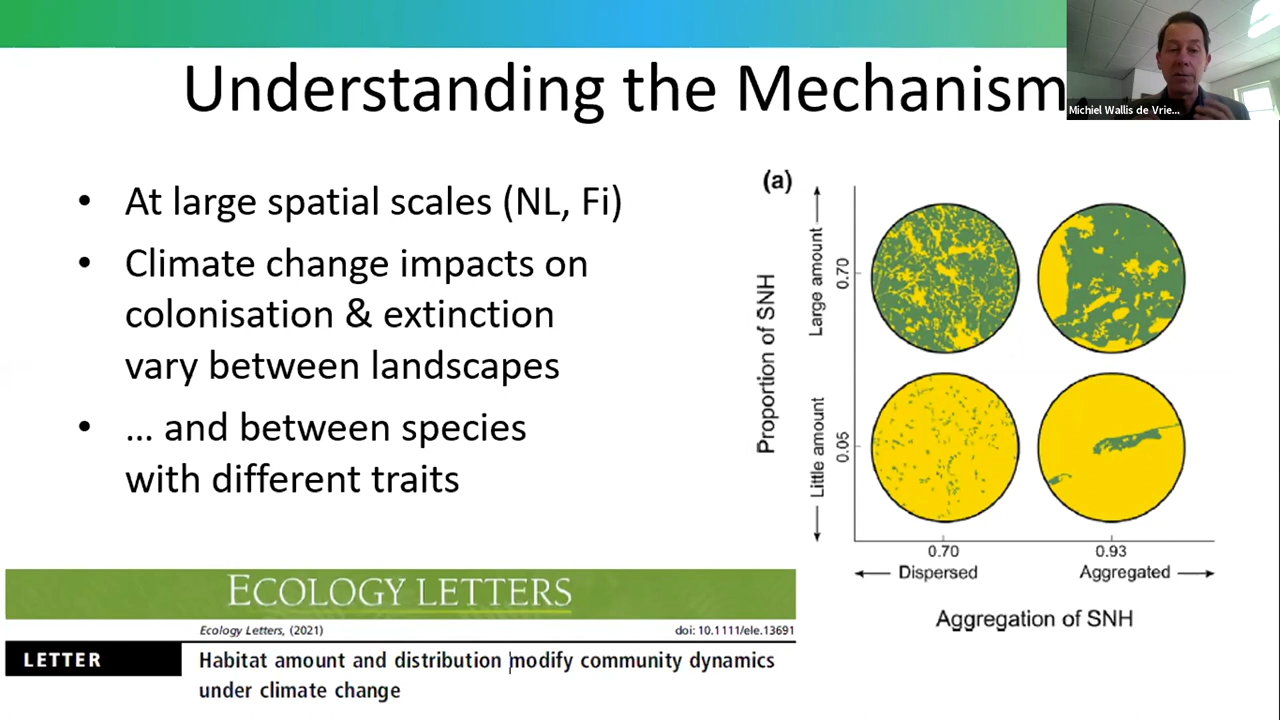 Understanding the Mechanism
Michiel Wallis de Vrie...
• At large spatial scales (NL, Fi)
• Climate change impacts on
colonisation & extinction
vary between landscapes
• ... and between species
with different traits
(a)
Proportion of SNH
Large amount
Little amount
0.70
0.05
0.70
0.93
Dispersed
Aggregated
Aggregation of SNH
ECOLOGY LETTERS
Ecology Letters, (2021)
doi: 10.1111/ele.13691
LETTER
Habitat amount and distribution modify community dynamics
under climate change